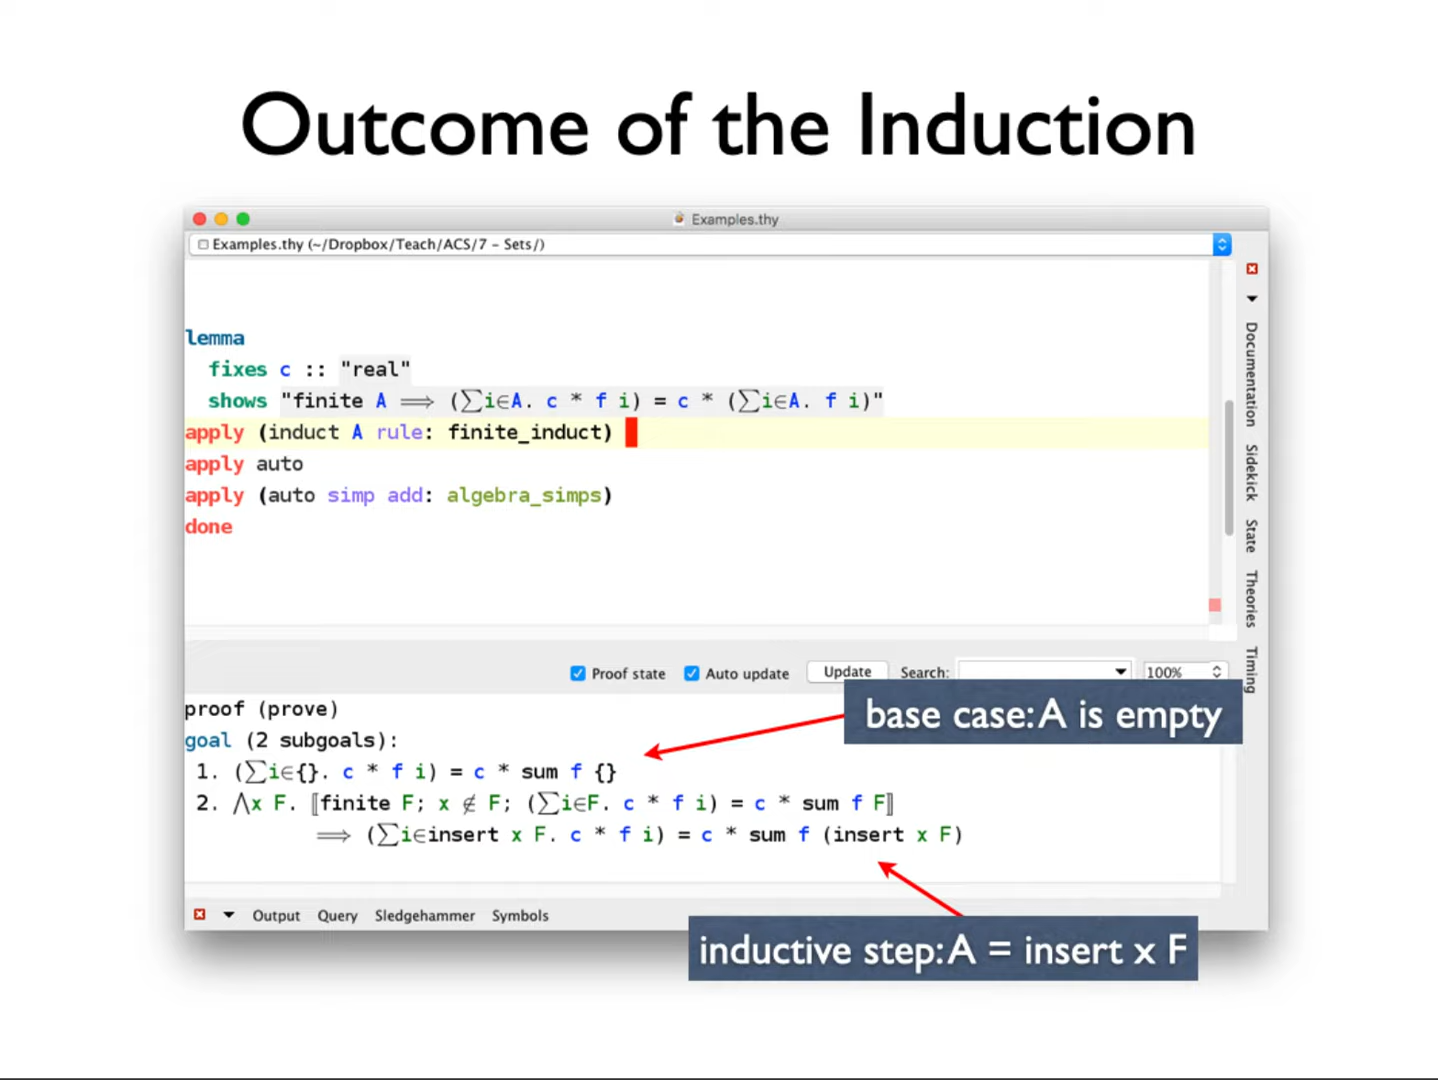 Outcome of the Induction
Examples.thy
Examples.thy (~/Dropbox/Teach/ACS/7 – Sets/)
lemma
fixes c :: "real"
shows "finite A ⟹ (∑i∈A. c * f i) = c * (∑i∈A. f i)"
apply (induct A rule: finite_induct)
apply auto
apply (auto simp add: algebra_simps)
done
Documentation
Sidekick
State
Theories
Timing
Proof state
Auto update
Update
Search:
100%
base case: A is empty
proof (prove)
goal (2 subgoals):
1. (∑i∈{}. c * f i) = c * sum f {}
2. ⋀x F. ⟦finite F; x ∉ F; (∑i∈F. c * f i) = c * sum f F⟧
⟹ (∑i∈insert x F. c * f i) = c * sum f (insert x F)
Output Query Sledgehammer Symbols
inductive step: A = insert x F